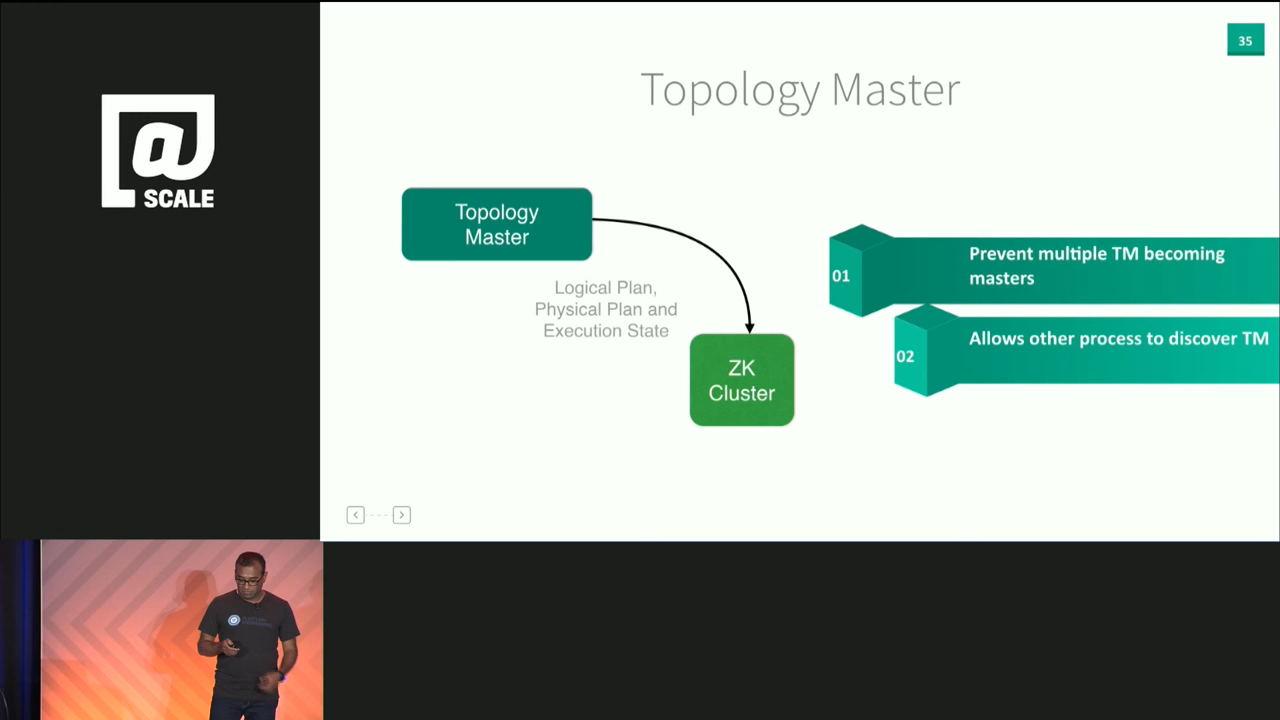 @
SCALE
35
Topology Master
Topology
Master
Logical Plan,
Physical Plan and
Execution State
ZK
Cluster
01
Prevent multiple TM becoming
masters
02
Allows other process to discover TM